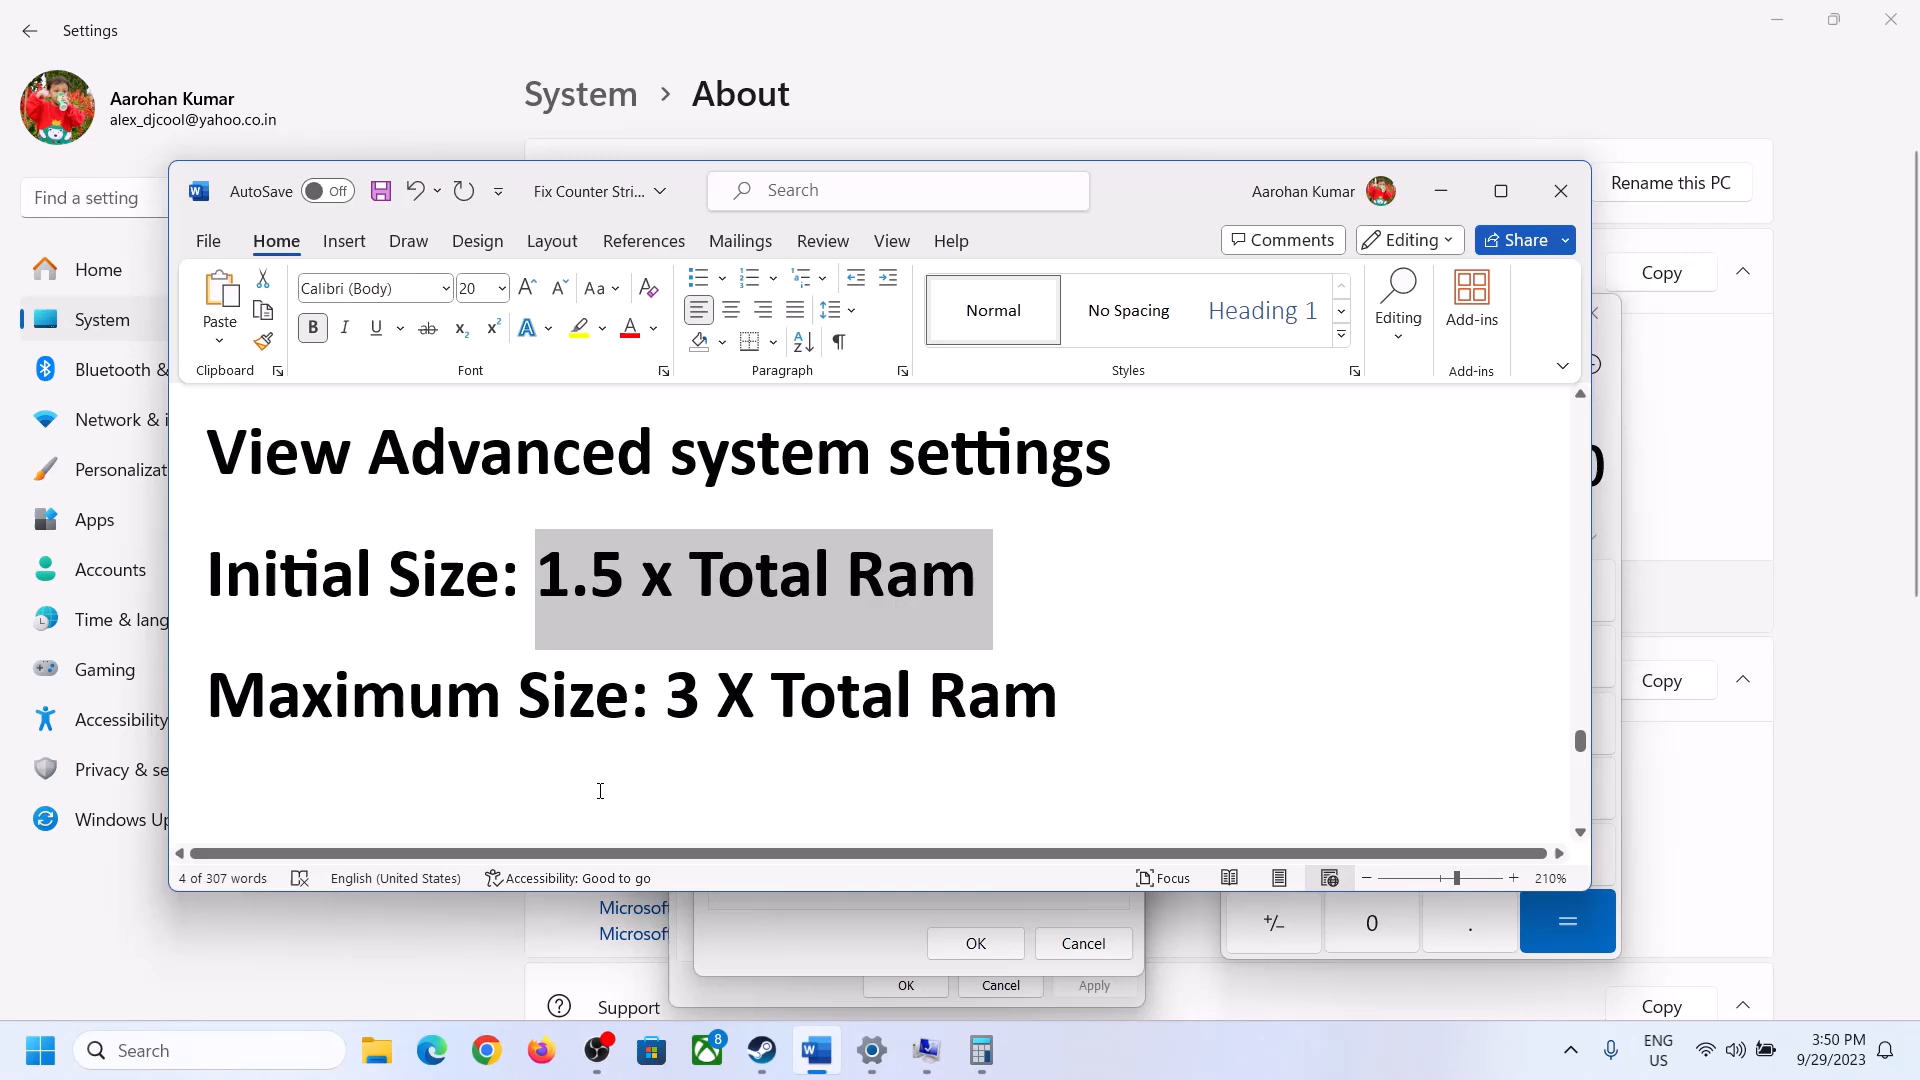 Settings
Aarohan Kumar
alex_djcool@yahoo.co.in
System > About
Find a setting
Rename this PC
Home
System
Bluetooth &
Network & i
Personalizat
Apps
Accounts
Time & lang
Gaming
Accessibility
Privacy & se
Windows Up
AutoSave Off
Fix Counter Stri...
Search
Aarohan Kumar
File Home Insert Draw Design Layout References Mailings Review View Help
Comments Editing Share
Paste
Calibri (Body) 20
Aa
B I U ab x₂ x² A A
Normal
No Spacing
Heading 1
Editing
Add-ins
Clipboard Font Paragraph Styles Add-ins
View Advanced system settings
Initial Size: 1.5 x Total Ram
Maximum Size: 3 X Total Ram
4 of 307 words English (United States) Accessibility: Good to go Focus 210%
Copy
Copy
Copy
Microsof
Microsof
OK Cancel
OK Cancel Apply
+/- 0 . =
Support
Search
8
ENG
US
3:50 PM
9/29/2023